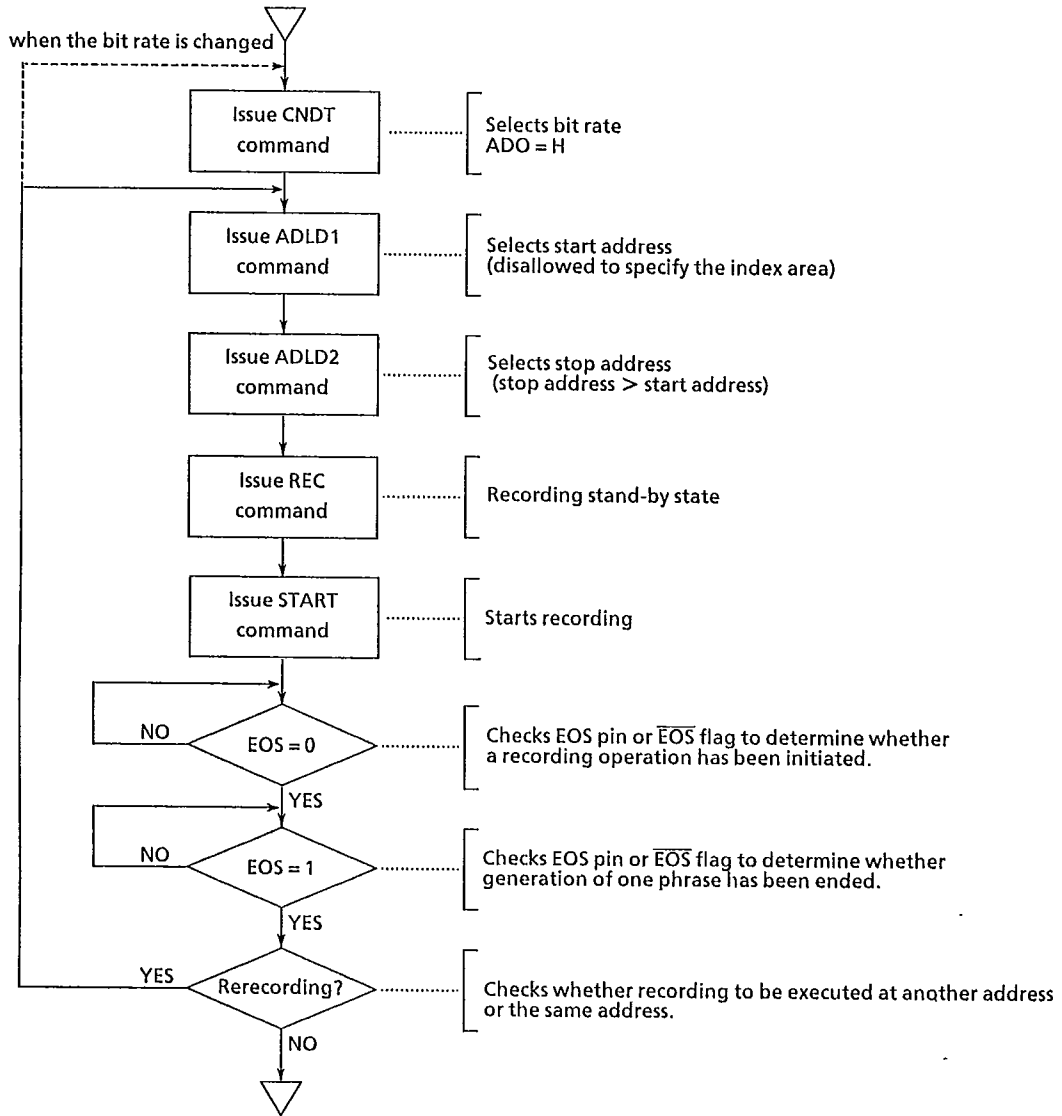 when the bit rate is changed
Issue CNDT
command
Selects bit rate
ADO = H
Issue ADLD1
command
Selects start address
(disallowed to specify the index area)
Issue ADLD2
command
Selects stop address
(stop address > start address)
Issue REC
command
Recording stand-by state
Issue START
command
Starts recording
NO
EOS = 0
Checks EOS pin or E̅O̅S̅ flag to determine whether
a recording operation has been initiated.
YES
NO
EOS = 1
Checks EOS pin or E̅O̅S̅ flag to determine whether
generation of one phrase has been ended.
YES
YES
Rerecording?
Checks whether recording to be executed at another address
or the same address.
NO